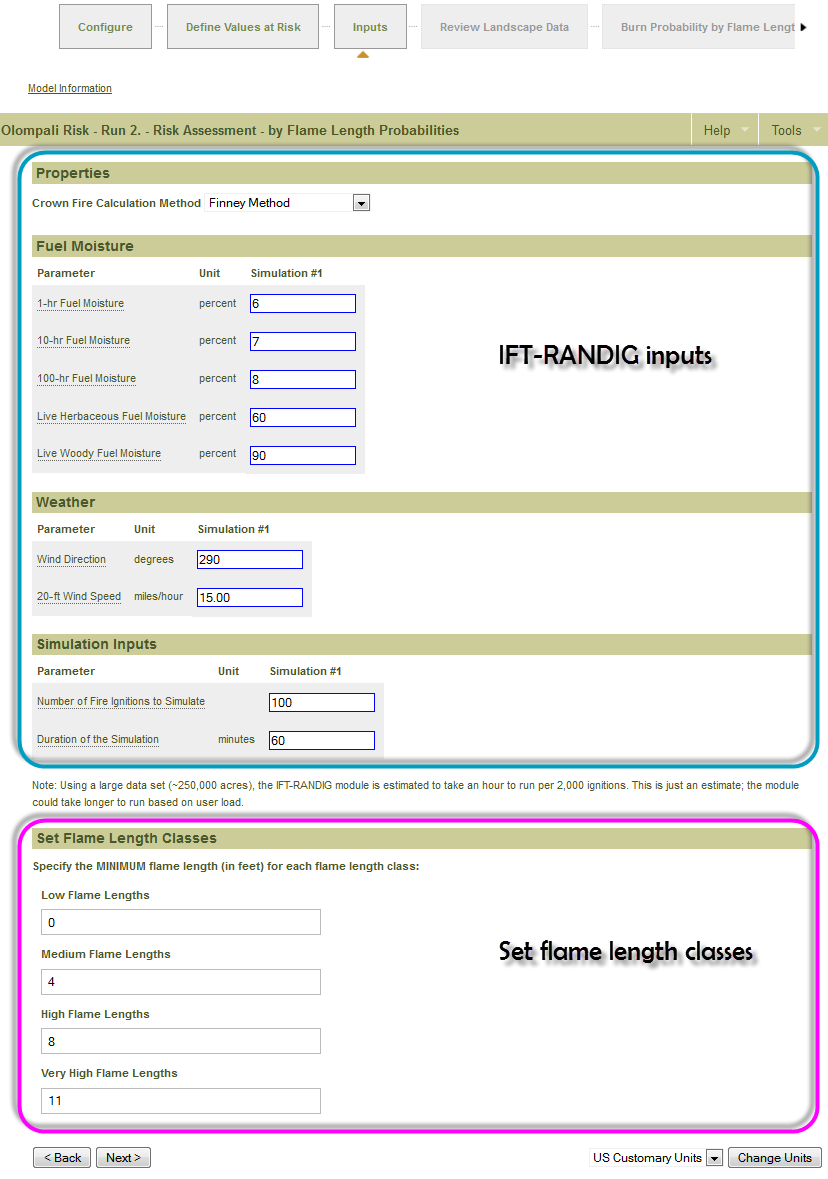 Configure Define Values at Risk Inputs Review Landscape Data Burn Probability by Flame Lengt
Model Information
Olompali Risk - Run 2. - Risk Assessment - by Flame Length Probabilities Help Tools
Properties
Crown Fire Calculation Method Finney Method
Fuel Moisture
Parameter Unit Simulation #1
1-hr Fuel Moisture percent 6
10-hr Fuel Moisture percent 7
100-hr Fuel Moisture percent 8
Live Herbaceous Fuel Moisture percent 60
Live Woody Fuel Moisture percent 90
IFT-RANDIG inputs
Weather
Parameter Unit Simulation #1
Wind Direction degrees 290
20-ft Wind Speed miles/hour 15.00
Simulation Inputs
Parameter Unit Simulation #1
Number of Fire Ignitions to Simulate 100
Duration of the Simulation minutes 60
Note: Using a large data set (~250,000 acres), the IFT-RANDIG module is estimated to take an hour to run per 2,000 ignitions. This is just an estimate; the module
could take longer to run based on user load.
Set Flame Length Classes
Specify the MINIMUM flame length (in feet) for each flame length class:
Low Flame Lengths
0
Medium Flame Lengths
4
High Flame Lengths
8
Very High Flame Lengths
11
Set flame length classes
< Back Next > US Customary Units Change Units